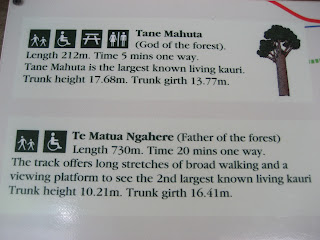 Tane Mahuta
(God of the forest).
Length 212m. Time 5 mins one way.
Tane Mahuta is the largest known living kauri.
Trunk height 17.68m. Trunk girth 13.77m.
Te Matua Ngahere (Father of the forest)
Length 730m. Time 20 mins one way.
The track offers long stretches of broad walking and a
viewing platform to see the 2nd largest known living kauri
Trunk height 10.21m. Trunk girth 16.41m.